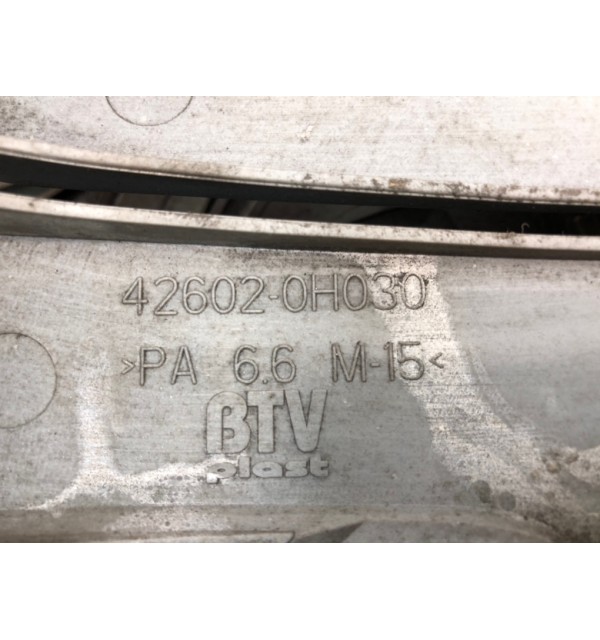 42602-0H030
>PA 6.6 M-15<
BTV
plast